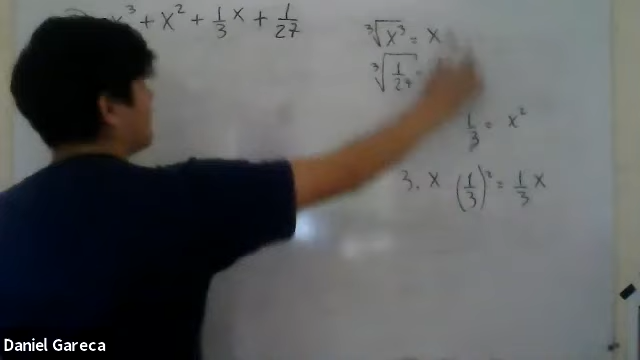 x³ + x² + 1/3 x + 1/27
∛x³ = x
∛1/27 =
1/3 = x²
3. x (1/3)² = 1/3 x
Daniel Gareca